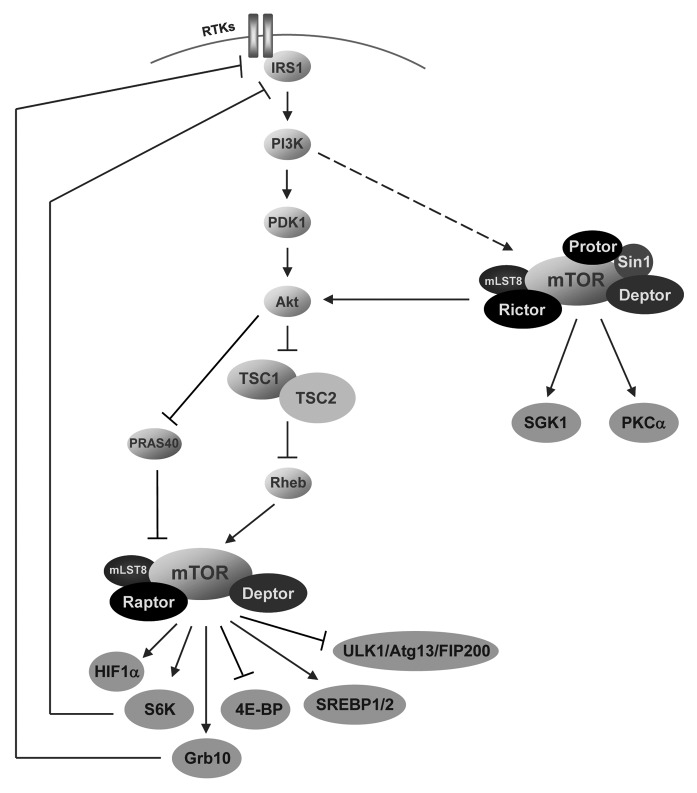 RTKs
IRS1
PI3K
PDK1
Protor
Sin1
mLST8
mTOR
Rictor
Deptor
Akt
TSC1
TSC2
SGK1
PKCα
PRAS40
Rheb
mLST8
mTOR
Raptor
Deptor
ULK1/Atg13/FIP200
HIF1α
S6K
4E-BP
SREBP1/2
Grb10